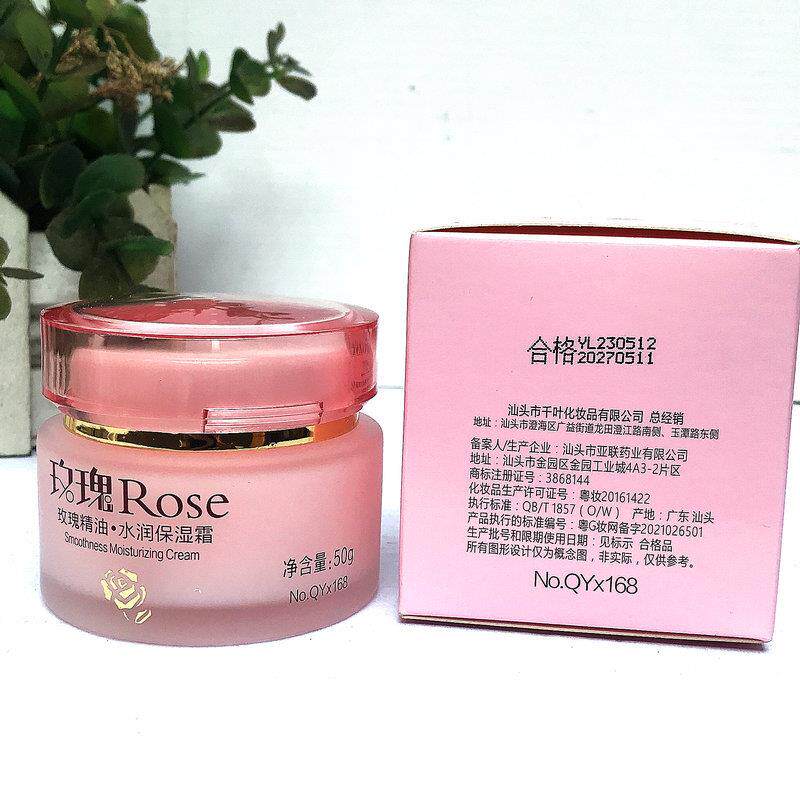 玫瑰Rose
玫瑰精油·水润保湿霜
Smoothness Moisturizing Cream
净含量:50g
No.QYx168
合格YL230512
20270511
汕头市千叶化妆品有限公司 总经销
地址:汕头市澄海区广益街道龙田澄江路南侧、玉潭路东侧
备案人/生产企业:汕头市亚联药业有限公司
地址:汕头市金园区金园工业城4A3-2片区
商标注册证号:3868144
化妆品生产许可证号:粤妆20161422
执行标准:QB/T 1857(O/W) 产地:广东 汕头
产品执行的标准编号:粤G妆网备字2021026501
生产批号和限期使用日期:见标示 合格品
所有图形设计仅为概念图,非实际,仅供参考。
No.QYx168